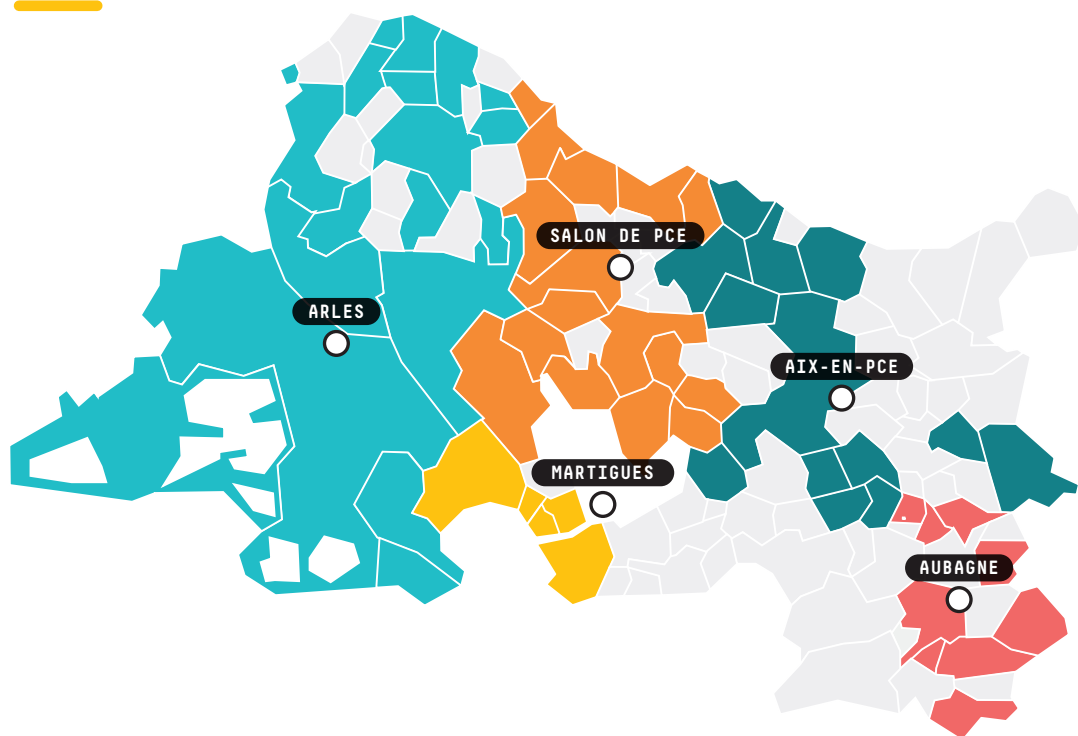 SALON DE PCE
ARLES
AIX-EN-PCE
MARTIGUES
AUBAGNE